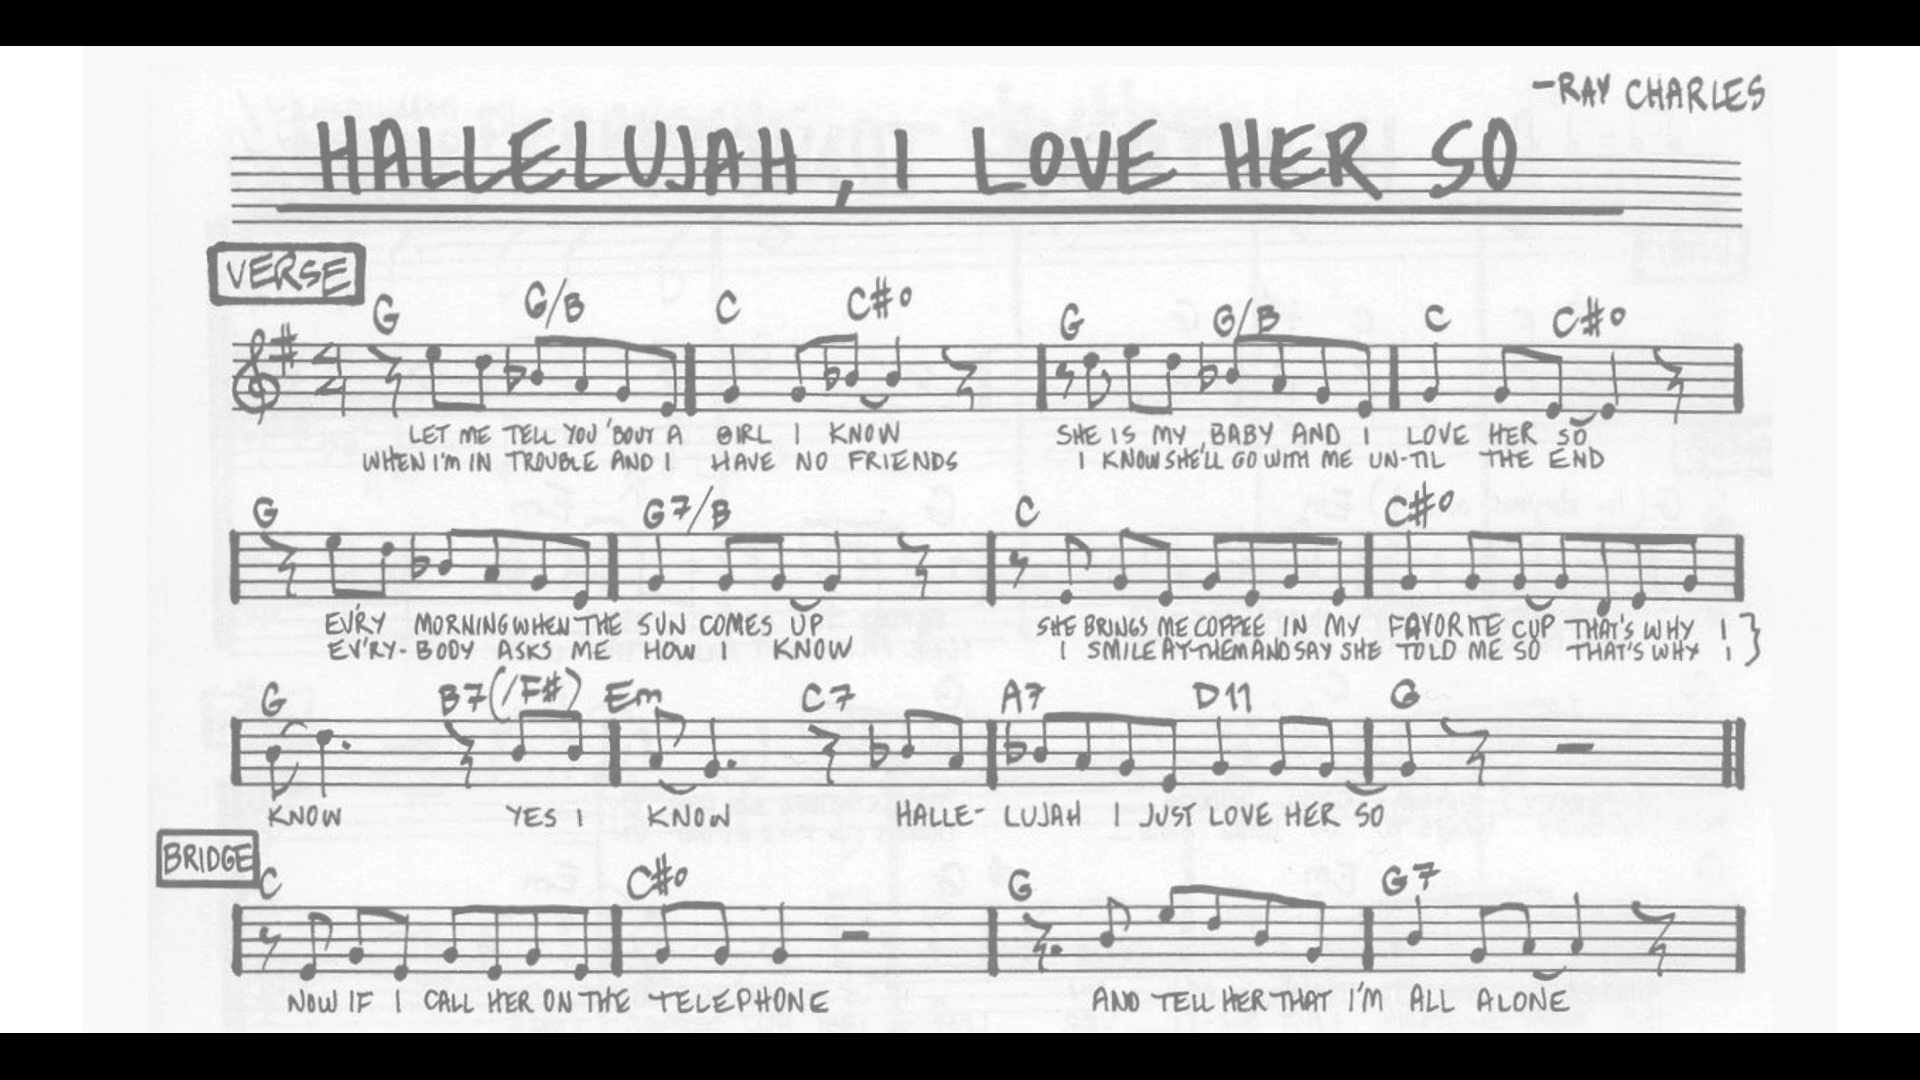 -RAY CHARLES
HALLELUJAH, I LOVE HER SO
VERSE
G G/B C C#o G G/B C C#o
4/4
LET ME TELL YOU 'BOUT A GIRL I KNOW SHE IS MY BABY AND I LOVE HER SO
WHEN I'M IN TROUBLE AND I HAVE NO FRIENDS I KNOW SHE'LL GO WITH ME UN-TIL THE END
G G7/B C C#o
EV'RY MORNING WHEN THE SUN COMES UP SHE BRINGS ME COFFEE IN MY FAVORITE CUP THAT'S WHY I }
EV'RY-BODY ASKS ME HOW I KNOW I SMILE AT THEM AND SAY SHE TOLD ME SO THAT'S WHY I
G B7(/F#) Em C7 A7 D11 G
KNOW YES I KNOW HALLE- LUJAH I JUST LOVE HER SO
BRIDGE
C C#o G G7
NOW IF I CALL HER ON THE TELEPHONE AND TELL HER THAT I'M ALL ALONE